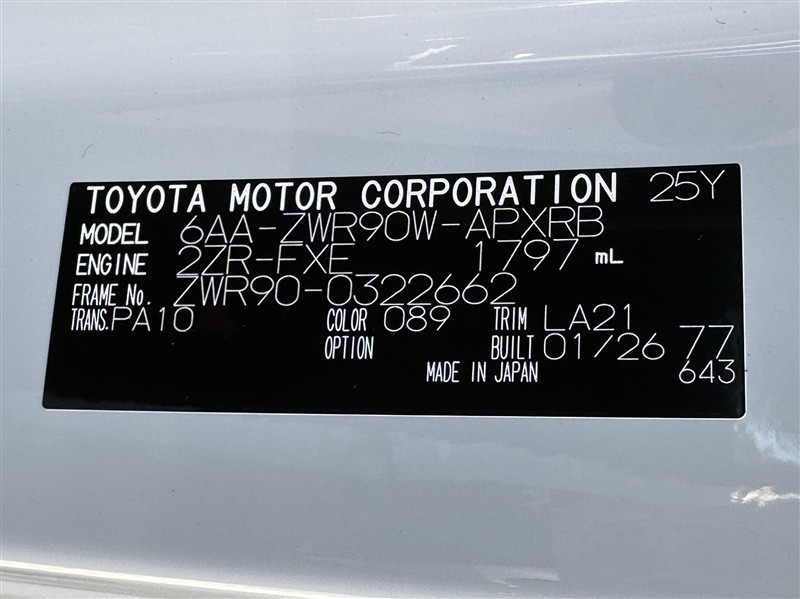 TOYOTA MOTOR CORPORATION 25Y
MODEL 6AA-ZWR90W-APXRB
ENGINE 2ZR-FXE 1797 mL
FRAME No. ZWR90-0322662
TRANS. PA10 COLOR 089 TRIM LA21
OPTION BUILT 01/26 77
MADE IN JAPAN 643